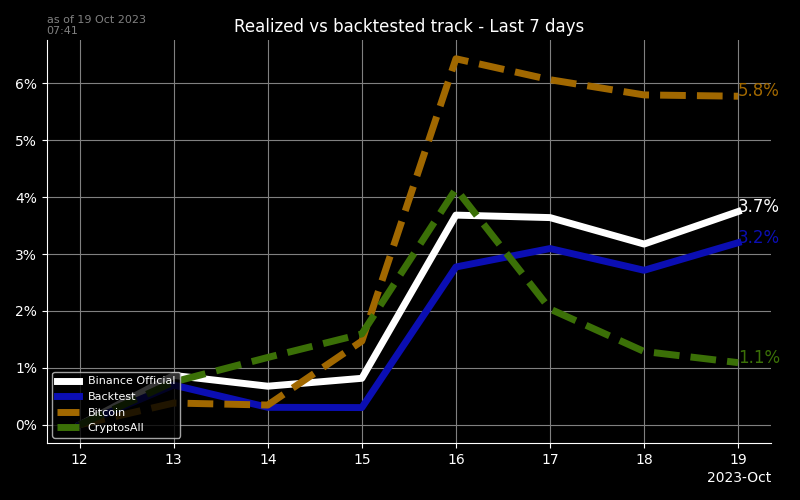 as of 19 Oct 2023
07:41
Realized vs backtested track - Last 7 days
6%
5%
4%
3%
2%
1%
0%
5.8%
3.7%
3.2%
1.1%
Binance Official
Backtest
Bitcoin
CryptosAll
12 13 14 15 16 17 18 19
2023-Oct